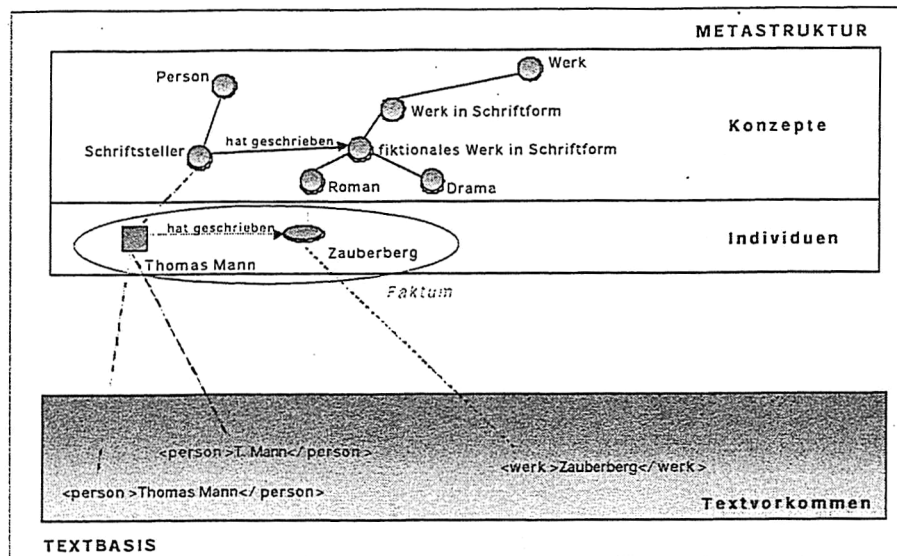 METASTRUKTUR
Person
Werk
Werk in Schriftform
Konzepte
hat geschrieben
Schriftsteller
fiktionales Werk in Schriftform
Roman
Drama
hat geschrieben
Individuen
Zauberberg
Thomas Mann
Faktum
<person>T. Mann</person>
<werk>Zauberberg</werk>
<person>Thomas Mann</person>
Textvorkommen
TEXTBASIS